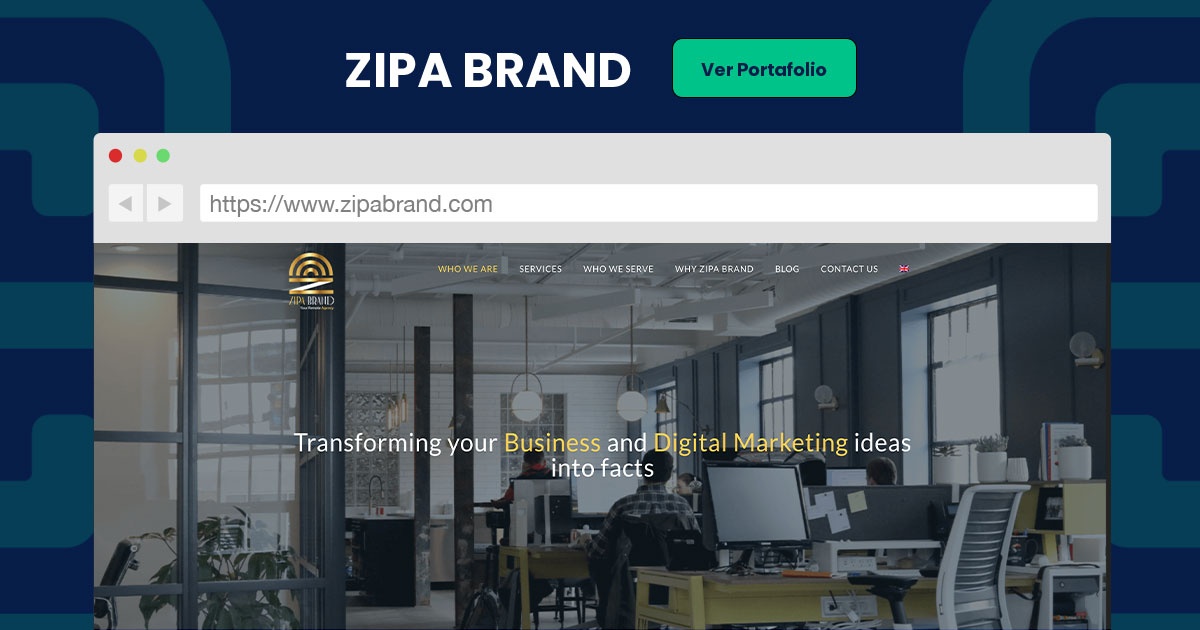 ZIPA BRAND
Ver Portafolio
https://www.zipabrand.com
ZIPA BRAND
Your Remote Agency
WHO WE ARE
SERVICES
WHO WE SERVE
WHY ZIPA BRAND
BLOG
CONTACT US
Transforming your Business and Digital Marketing ideas
into facts